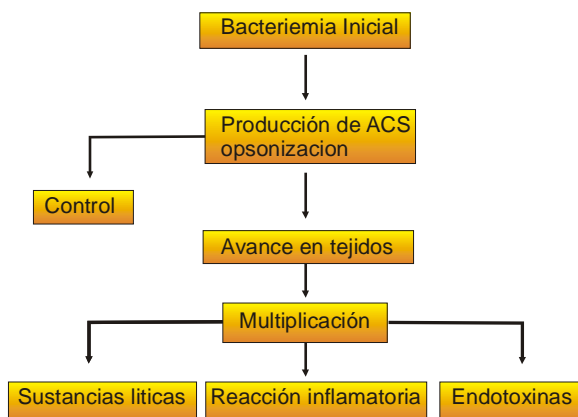 Bacteriemia Inicial
Producción de ACS
opsonizacion
Control
Avance en tejidos
Multiplicación
Sustancias liticas
Reacción inflamatoria
Endotoxinas